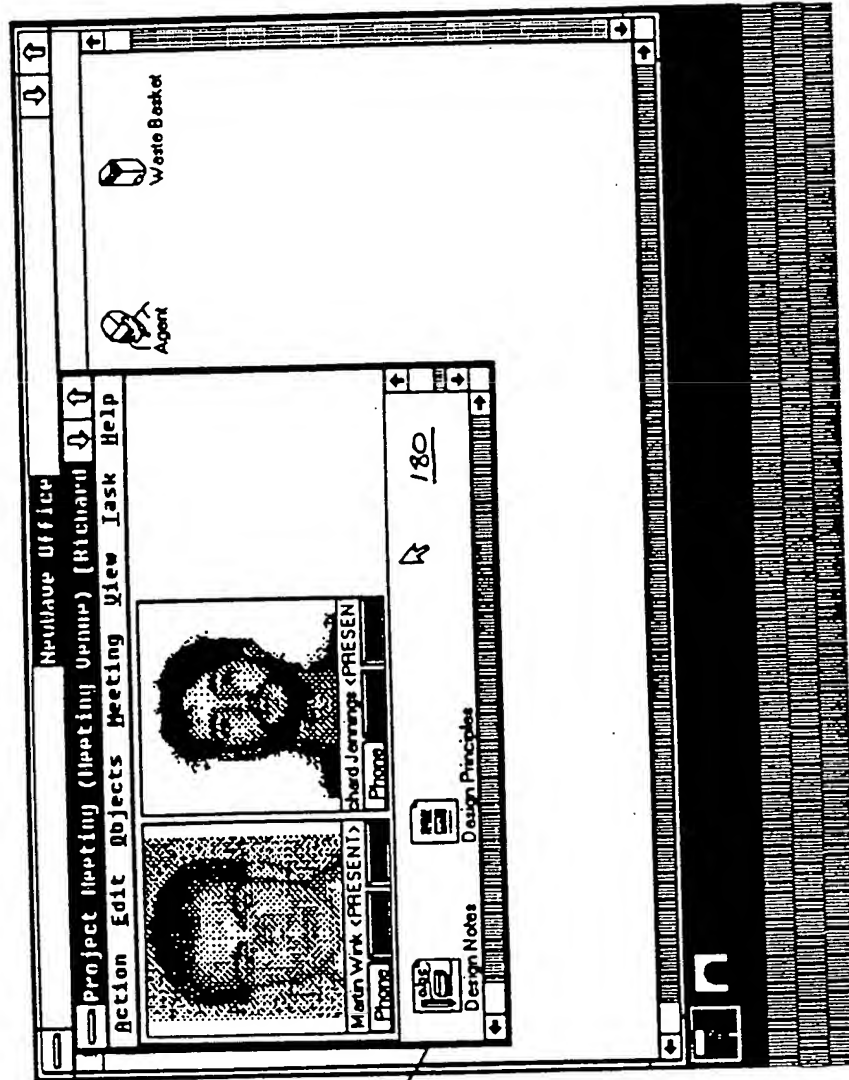 NewWave Office
Project Meeting (Meeting Venue) [Richard
Action Edit Objects Meeting View Task Help
Martin Wink <PRESENT>
chard Jennings <PRESEN
Phone
Phone
180
Design Notes
Design Principles
Agent
Waste Basket